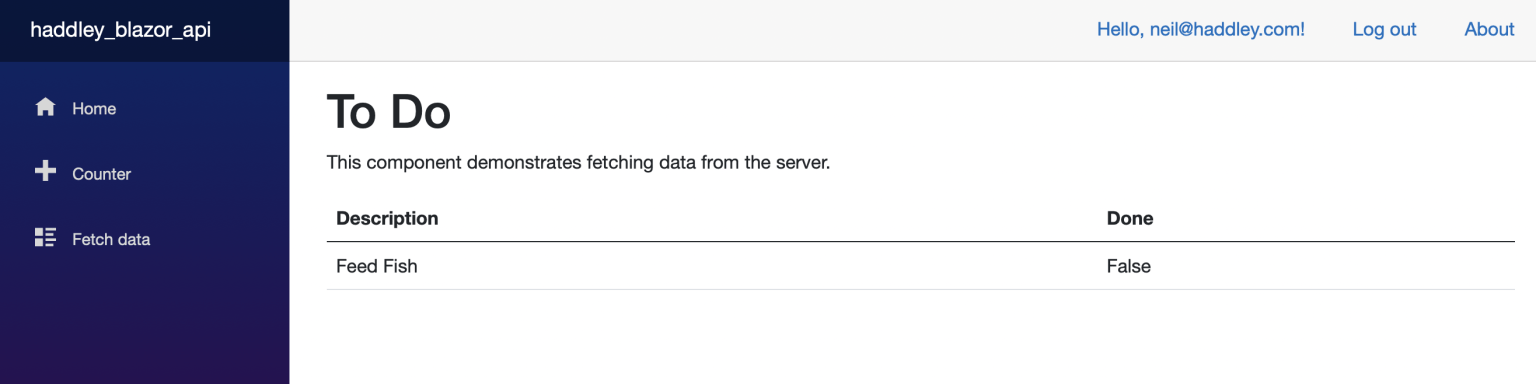 haddley_blazor_api
Hello, neil@haddley.com! Log out About
Home
Counter
Fetch data
To Do
This component demonstrates fetching data from the server.
Description Done
Feed Fish False